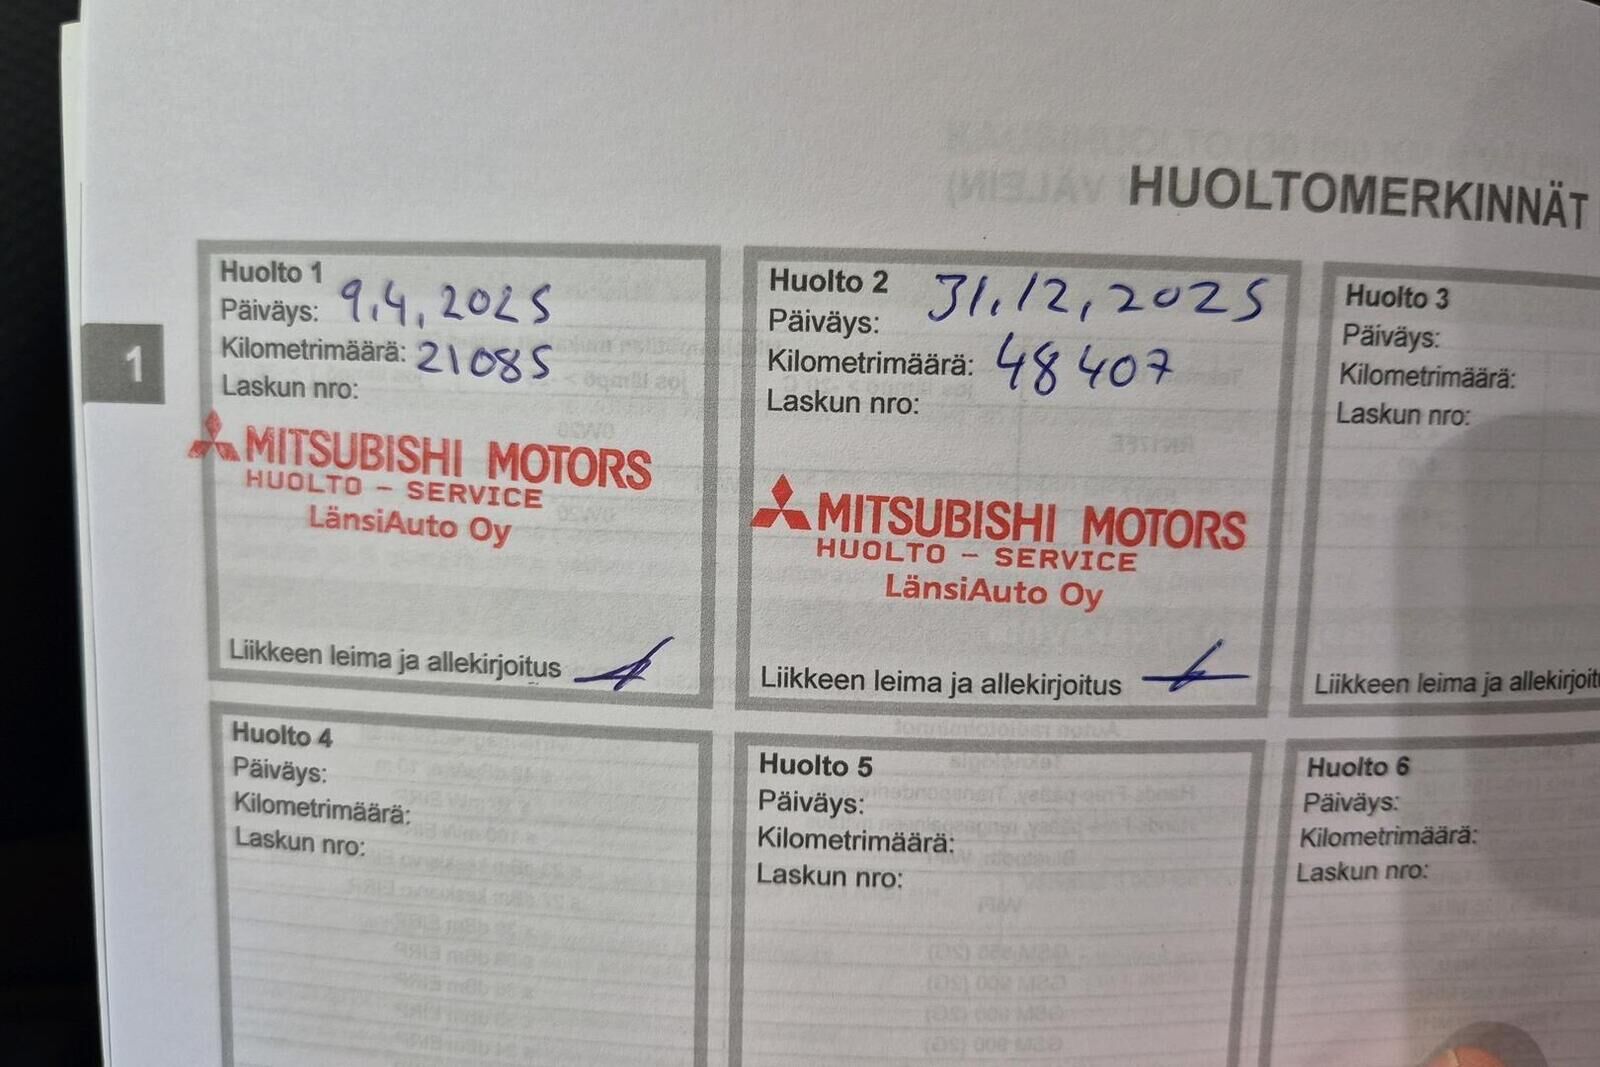 HUOLTOMERKINNÄT
1
Huolto 1
Päiväys: 9.4.2025
Kilometrimäärä: 21085
Laskun nro:
MITSUBISHI MOTORS
HUOLTO - SERVICE
LänsiAuto Oy
Liikkeen leima ja allekirjoitus
Huolto 2
Päiväys: 31.12.2025
Kilometrimäärä: 48407
Laskun nro:
MITSUBISHI MOTORS
HUOLTO - SERVICE
LänsiAuto Oy
Liikkeen leima ja allekirjoitus
Huolto 3
Päiväys:
Kilometrimäärä:
Laskun nro:
Liikkeen leima ja allekirjoit
Huolto 4
Päiväys:
Kilometrimäärä:
Laskun nro:
Huolto 5
Päiväys:
Kilometrimäärä:
Laskun nro:
Huolto 6
Päiväys:
Kilometrimäärä:
Laskun nro: